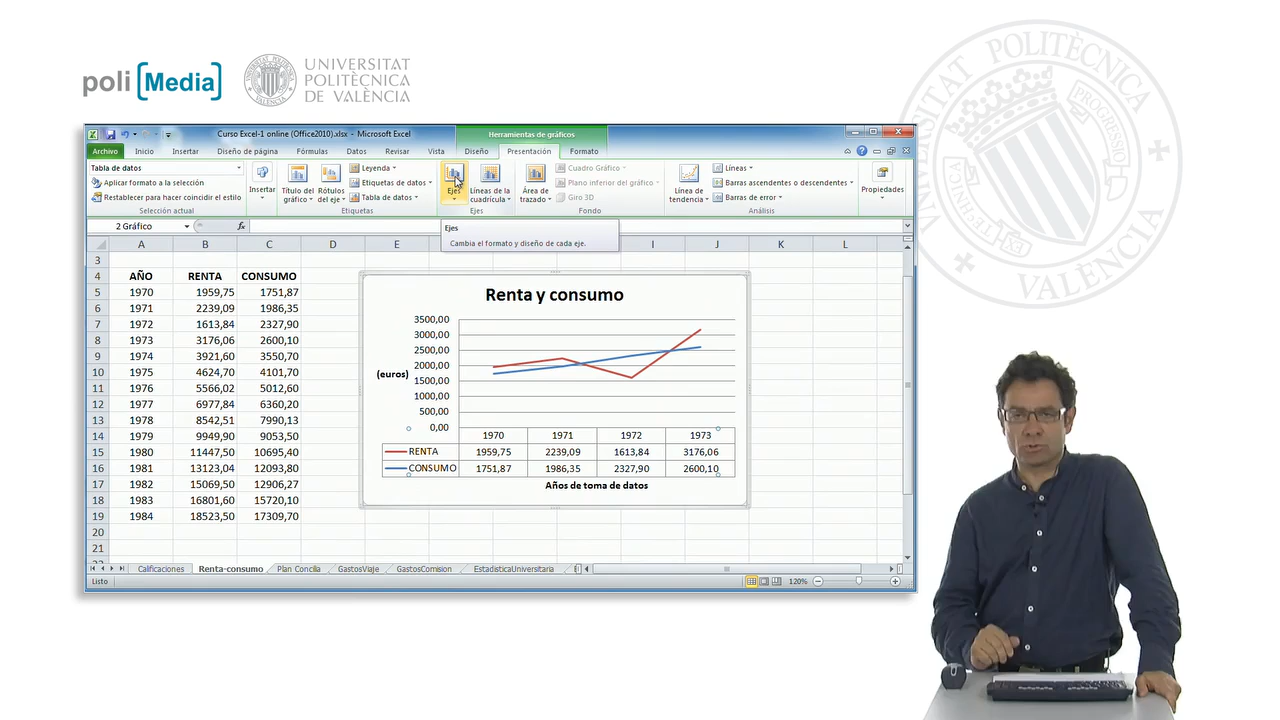 poli[Media]
UNIVERSITAT
POLITÈCNICA
DE VALÈNCIA
UNIVERSITAT POLITÈCNICA
DE VALÈNCIA
PROGRESSIO
ET LITTERIS
Curso Excel-1 online (Office2010).xlsx - Microsoft Excel
Herramientas de gráficos
Archivo Inicio Insertar Diseño de página Fórmulas Datos Revisar Vista Diseño Presentación Formato
Tabla de datos
Aplicar formato a la selección
Restablecer para hacer coincidir el estilo
Selección actual
Insertar
Título del gráfico
Rótulos del eje
Leyenda
Etiquetas de datos
Tabla de datos
Etiquetas
Ejes
Líneas de la cuadrícula
Ejes
Área de trazado
Cuadro Gráfico
Plano inferior del gráfico
Giro 3D
Fondo
Línea de tendencia
Líneas
Barras ascendentes o descendentes
Barras de error
Análisis
Propiedades
2 Gráfico fx
Ejes
Cambia el formato y diseño de cada eje.
A B C D E I J K L
3
4 AÑO RENTA CONSUMO
5 1970 1959,75 1751,87
6 1971 2239,09 1986,35
7 1972 1613,84 2327,90
8 1973 3176,06 2600,10
9 1974 3921,60 3550,70
10 1975 4624,70 4101,70
11 1976 5566,02 5012,60
12 1977 6977,84 6360,20
13 1978 8542,51 7990,13
14 1979 9949,90 9053,50
15 1980 11447,50 10695,40
16 1981 13123,04 12093,80
17 1982 15069,50 12906,27
18 1983 16801,60 15720,10
19 1984 18523,50 17309,70
20
21
Renta y consumo
3500,00
3000,00
2500,00
2000,00
(euros)
1500,00
1000,00
500,00
0,00
1970 1971 1972 1973
RENTA 1959,75 2239,09 1613,84 3176,06
CONSUMO 1751,87 1986,35 2327,90 2600,10
Años de toma de datos
Calificaciones Renta-consumo Plan Concilia GastosViaje GastosComision EstadisticaUniversitaria
Listo 120%